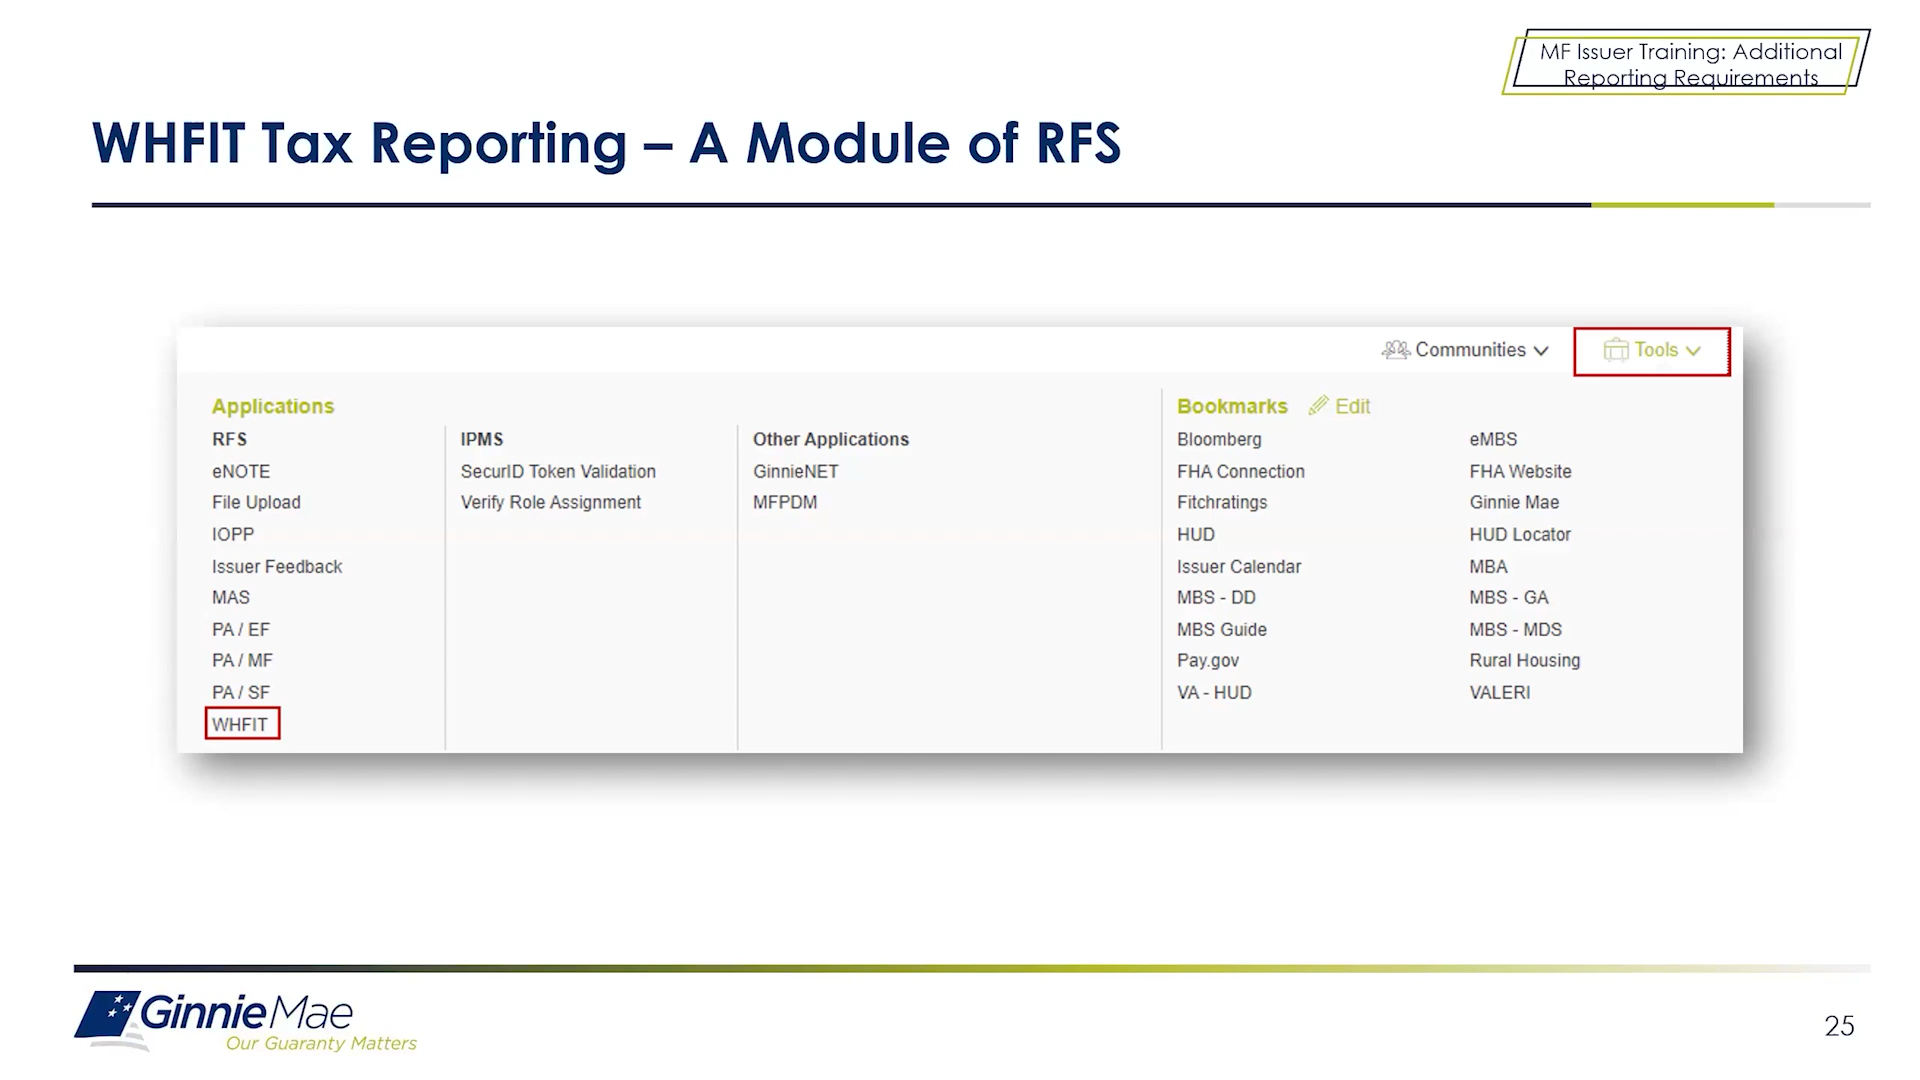 MF Issuer Training: Additional
Reporting Requirements
WHFIT Tax Reporting – A Module of RFS
Communities
Tools
Applications
RFS
eNOTE
File Upload
IOPP
Issuer Feedback
MAS
PA / EF
PA / MF
PA / SF
WHFIT
IPMS
SecurID Token Validation
Verify Role Assignment
Other Applications
GinnieNET
MFPDM
Bookmarks
Edit
Bloomberg
FHA Connection
Fitchratings
HUD
Issuer Calendar
MBS - DD
MBS Guide
Pay.gov
VA - HUD
eMBS
FHA Website
Ginnie Mae
HUD Locator
MBA
MBS - GA
MBS - MDS
Rural Housing
VALERI
GinnieMae
Our Guaranty Matters
25